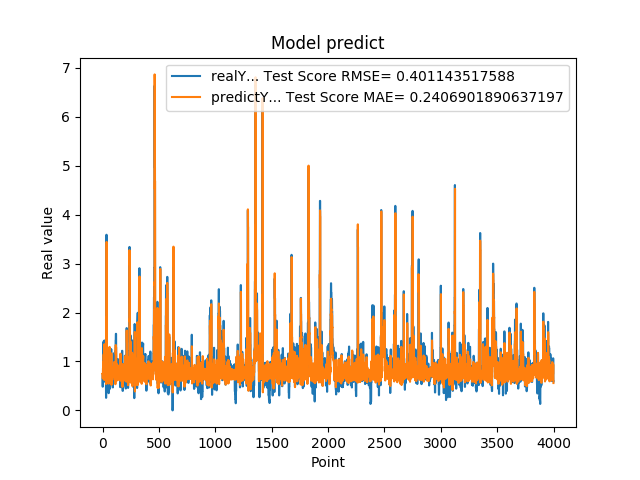 Model predict
realY... Test Score RMSE= 0.401143517588
predictY... Test Score MAE= 0.2406901890637197
Real value
7
6
5
4
3
2
1
0
0 500 1000 1500 2000 2500 3000 3500 4000
Point